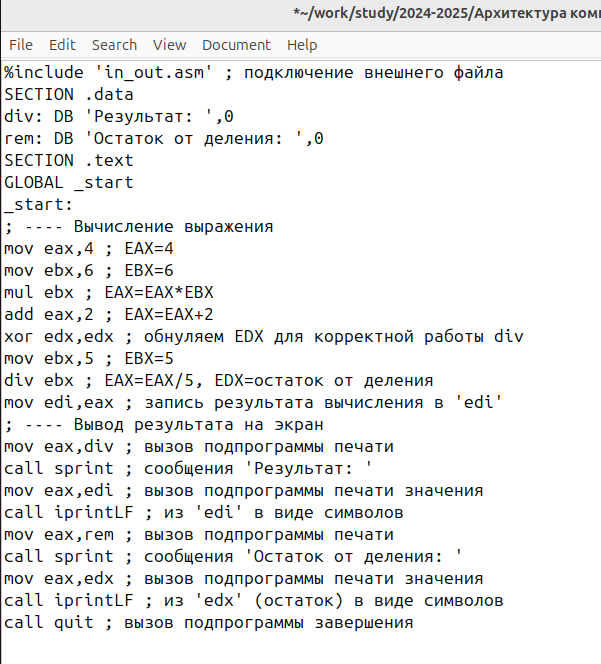 *~/work/study/2024-2025/Архитектура
File Edit Search View Document Help
%include 'in_out.asm' ; подключение внешнего файла
SECTION .data
div: DB 'Результат: ',0
rem: DB 'Остаток от деления: ',0
SECTION .text
GLOBAL _start
_start:
; ---- Вычисление выражения
mov eax,4 ; EAX=4
mov ebx,6 ; EBX=6
mul ebx ; EAX=EAX*EBX
add eax,2 ; EAX=EAX+2
xor edx,edx ; обнуляем EDX для корректной работы div
mov ebx,5 ; EBX=5
div ebx ; EAX=EAX/5, EDX=остаток от деления
mov edi,eax ; запись результата вычисления в 'edi'
; ---- Вывод результата на экран
mov eax,div ; вызов подпрограммы печати
call sprint ; сообщения 'Результат: '
mov eax,edi ; вызов подпрограммы печати значения
call iprintLF ; из 'edi' в виде символов
mov eax,rem ; вызов подпрограммы печати
call sprint ; сообщения 'Остаток от деления: '
mov eax,edx ; вызов подпрограммы печати значения
call iprintLF ; из 'edx' (остаток) в виде символов
call quit ; вызов подпрограммы завершения